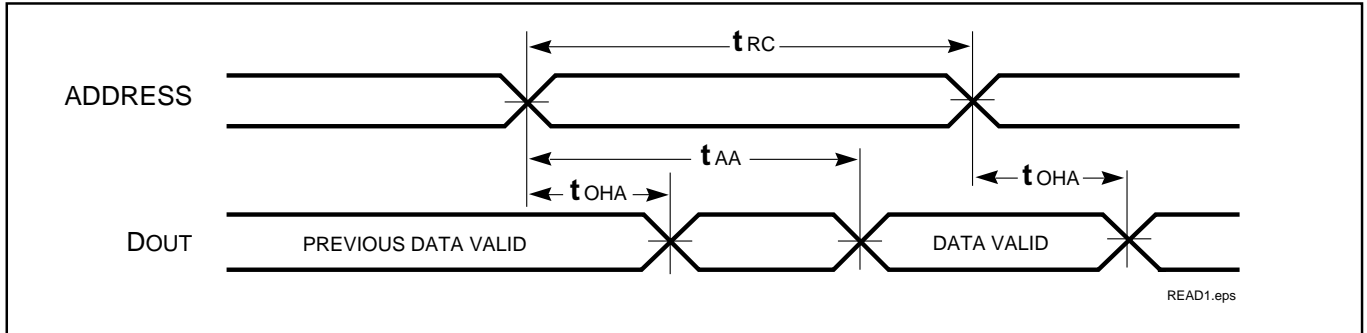 tRC
ADDRESS
tAA
tOHA
tOHA
DOUT
PREVIOUS DATA VALID
DATA VALID
READ1.eps